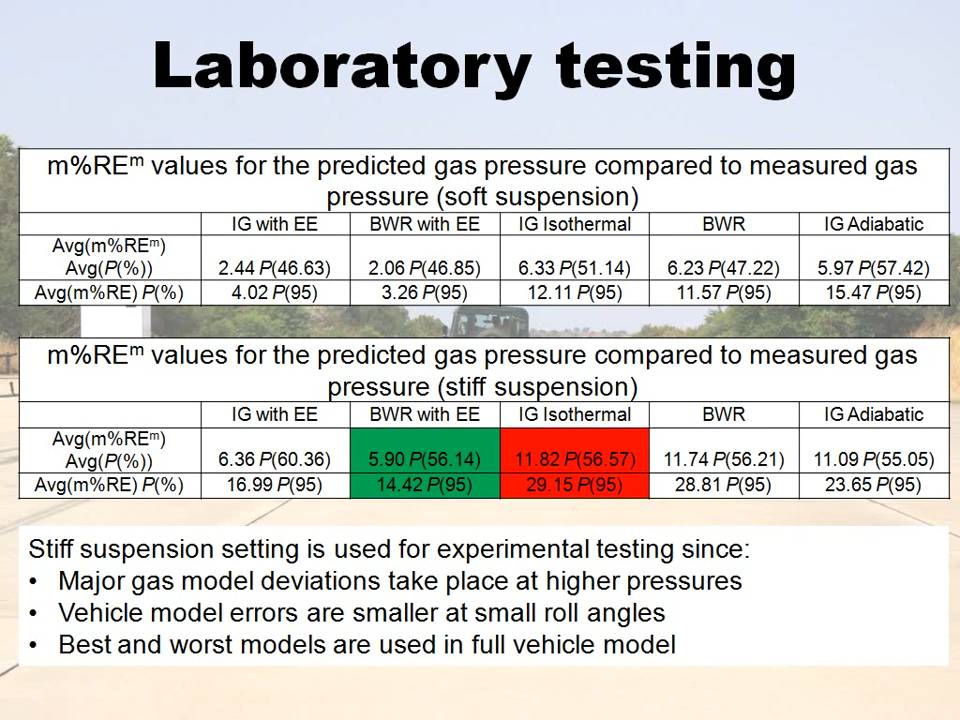 Laboratory testing
m%REᵐ values for the predicted gas pressure compared to measured gas
pressure (soft suspension)
IG with EE BWR with EE IG Isothermal BWR IG Adiabatic
Avg(m%REᵐ)
Avg(P(%)) 2.44 P(46.63) 2.06 P(46.85) 6.33 P(51.14) 6.23 P(47.22) 5.97 P(57.42)
Avg(m%RE) P(%) 4.02 P(95) 3.26 P(95) 12.11 P(95) 11.57 P(95) 15.47 P(95)
m%REᵐ values for the predicted gas pressure compared to measured gas
pressure (stiff suspension)
IG with EE BWR with EE IG Isothermal BWR IG Adiabatic
Avg(m%REᵐ)
Avg(P(%)) 6.36 P(60.36) 5.90 P(56.14) 11.82 P(56.57) 11.74 P(56.21) 11.09 P(55.05)
Avg(m%RE) P(%) 16.99 P(95) 14.42 P(95) 29.15 P(95) 28.81 P(95) 23.65 P(95)
Stiff suspension setting is used for experimental testing since:
• Major gas model deviations take place at higher pressures
• Vehicle model errors are smaller at small roll angles
• Best and worst models are used in full vehicle model